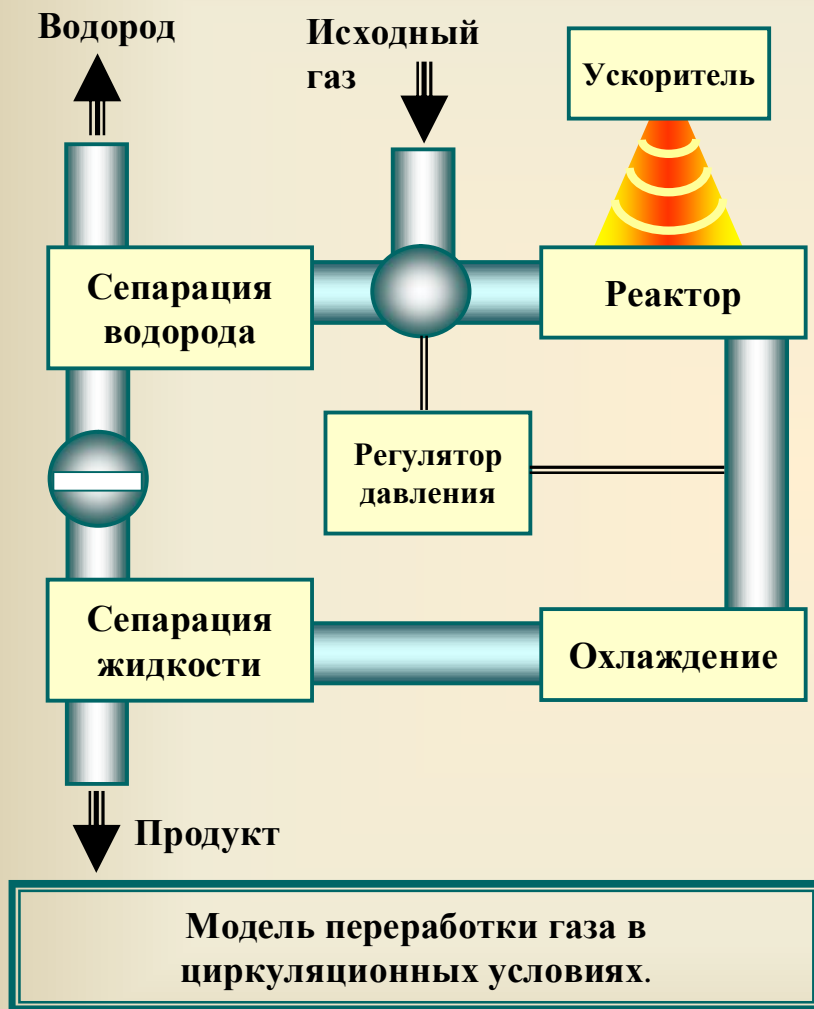 Водород
Исходный
газ
Ускоритель
Сепарация
водорода
Реактор
Регулятор
давления
Сепарация
жидкости
Охлаждение
Продукт
Модель переработки газа в
циркуляционных условиях.